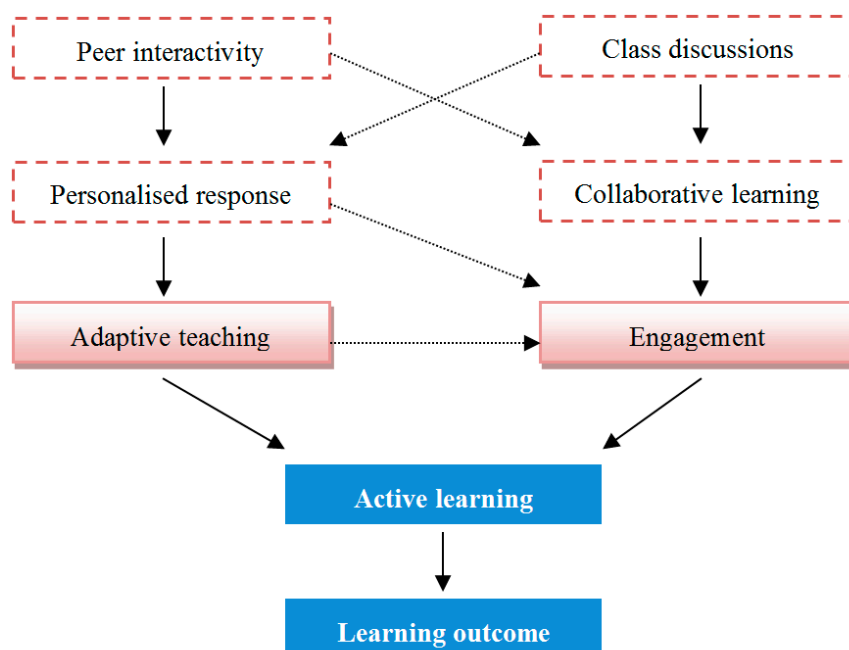 Peer interactivity
Class discussions
Personalised response
Collaborative learning
Adaptive teaching
Engagement
Active learning
Learning outcome